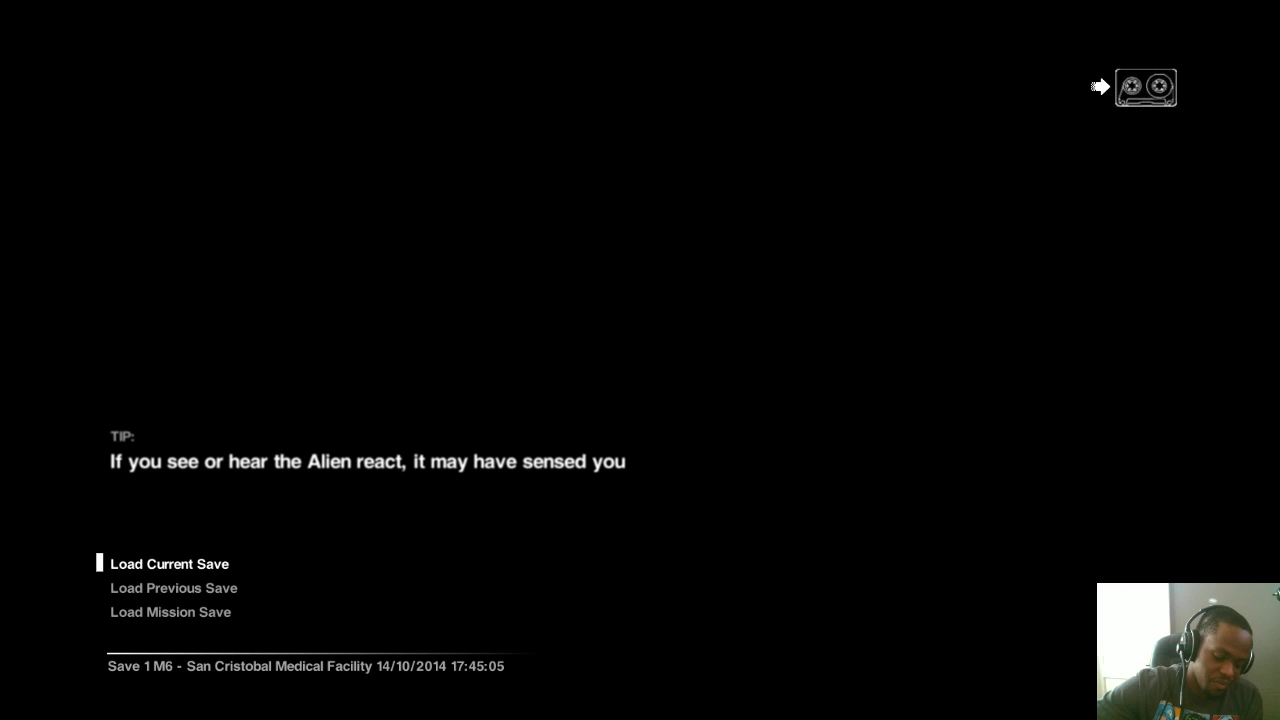 TIP:
If you see or hear the Alien react, it may have sensed you
Load Current Save
Load Previous Save
Load Mission Save
Save 1 M6 - San Cristobal Medical Facility 14/10/2014 17:45:05